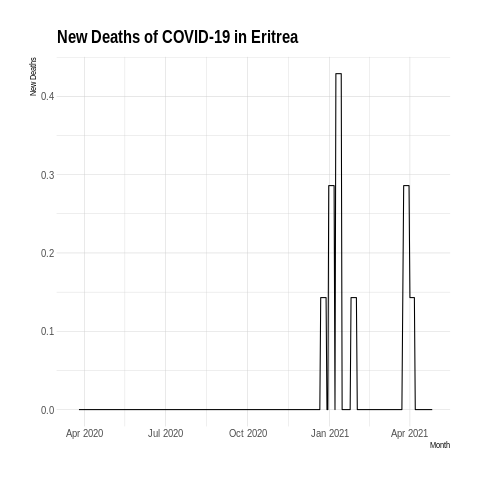 New Deaths of COVID-19 in Eritrea
New Deaths
0.4
0.3
0.2
0.1
0.0
Apr 2020 Jul 2020 Oct 2020 Jan 2021 Apr 2021
Month